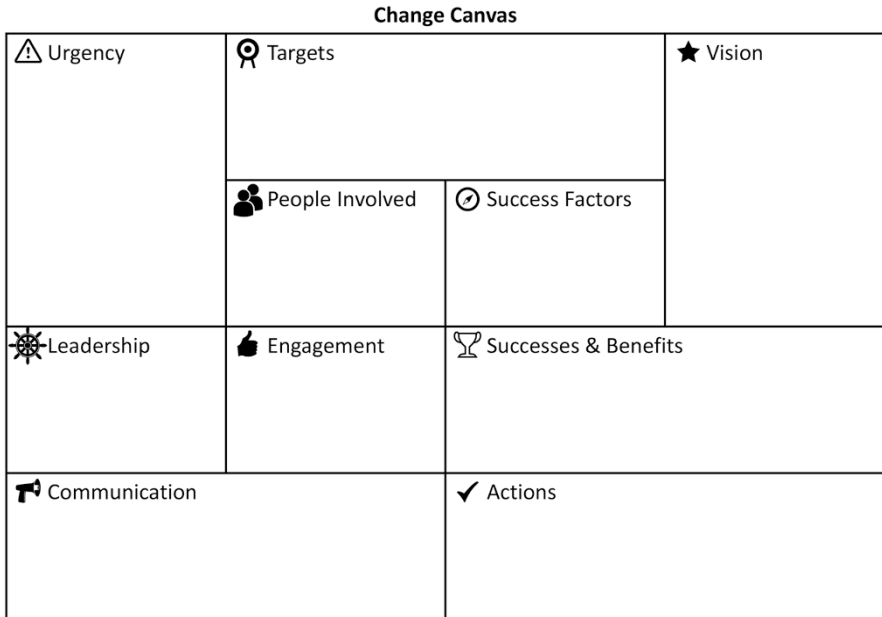 Change Canvas
Urgency
Targets
Vision
People Involved
Success Factors
Leadership
Engagement
Successes & Benefits
Communication
Actions